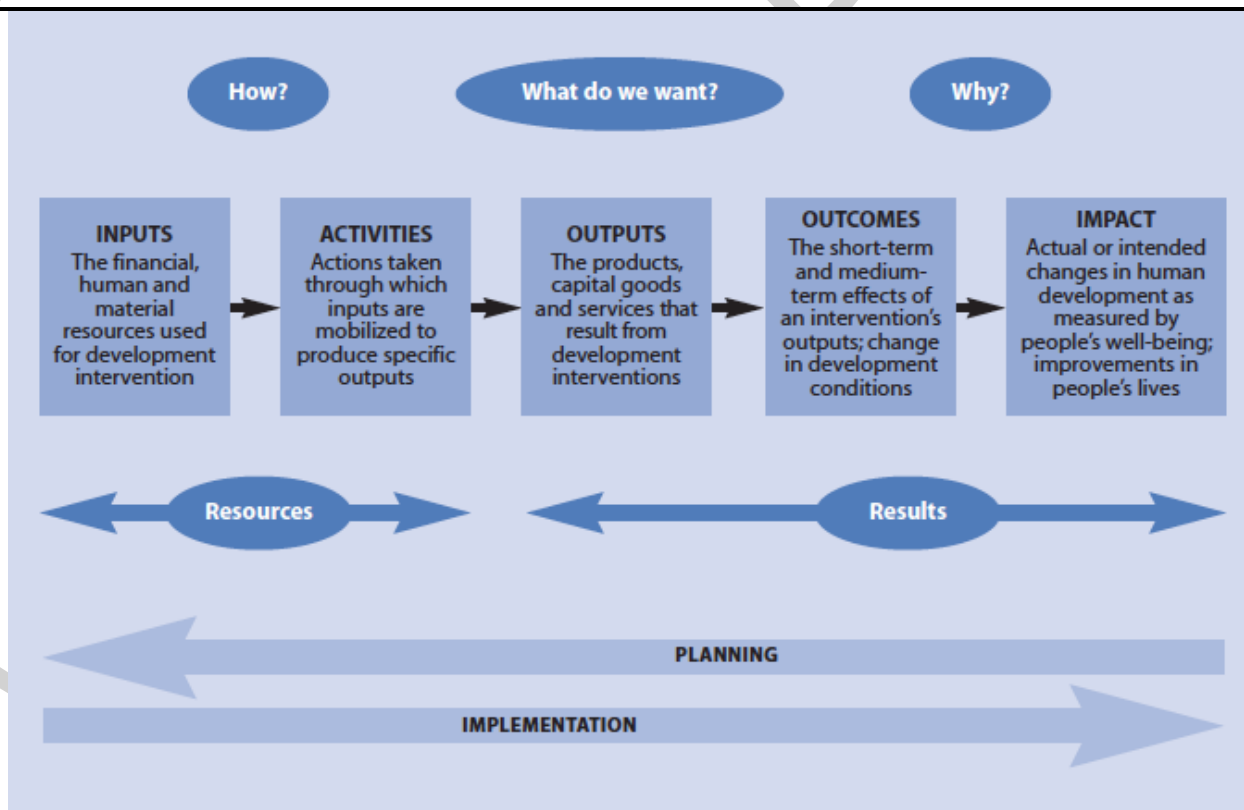 How?
What do we want?
Why?
INPUTS
The financial,
human and
material
resources used
for development
intervention
ACTIVITIES
Actions taken
through which
inputs are
mobilized to
produce specific
outputs
OUTPUTS
The products,
capital goods
and services that
result from
development
interventions
OUTCOMES
The short-term
and medium-
term effects of
an intervention's
outputs; change
in development
conditions
IMPACT
Actual or intended
changes in human
development as
measured by
people's well-being;
improvements in
people's lives
Resources
Results
PLANNING
IMPLEMENTATION